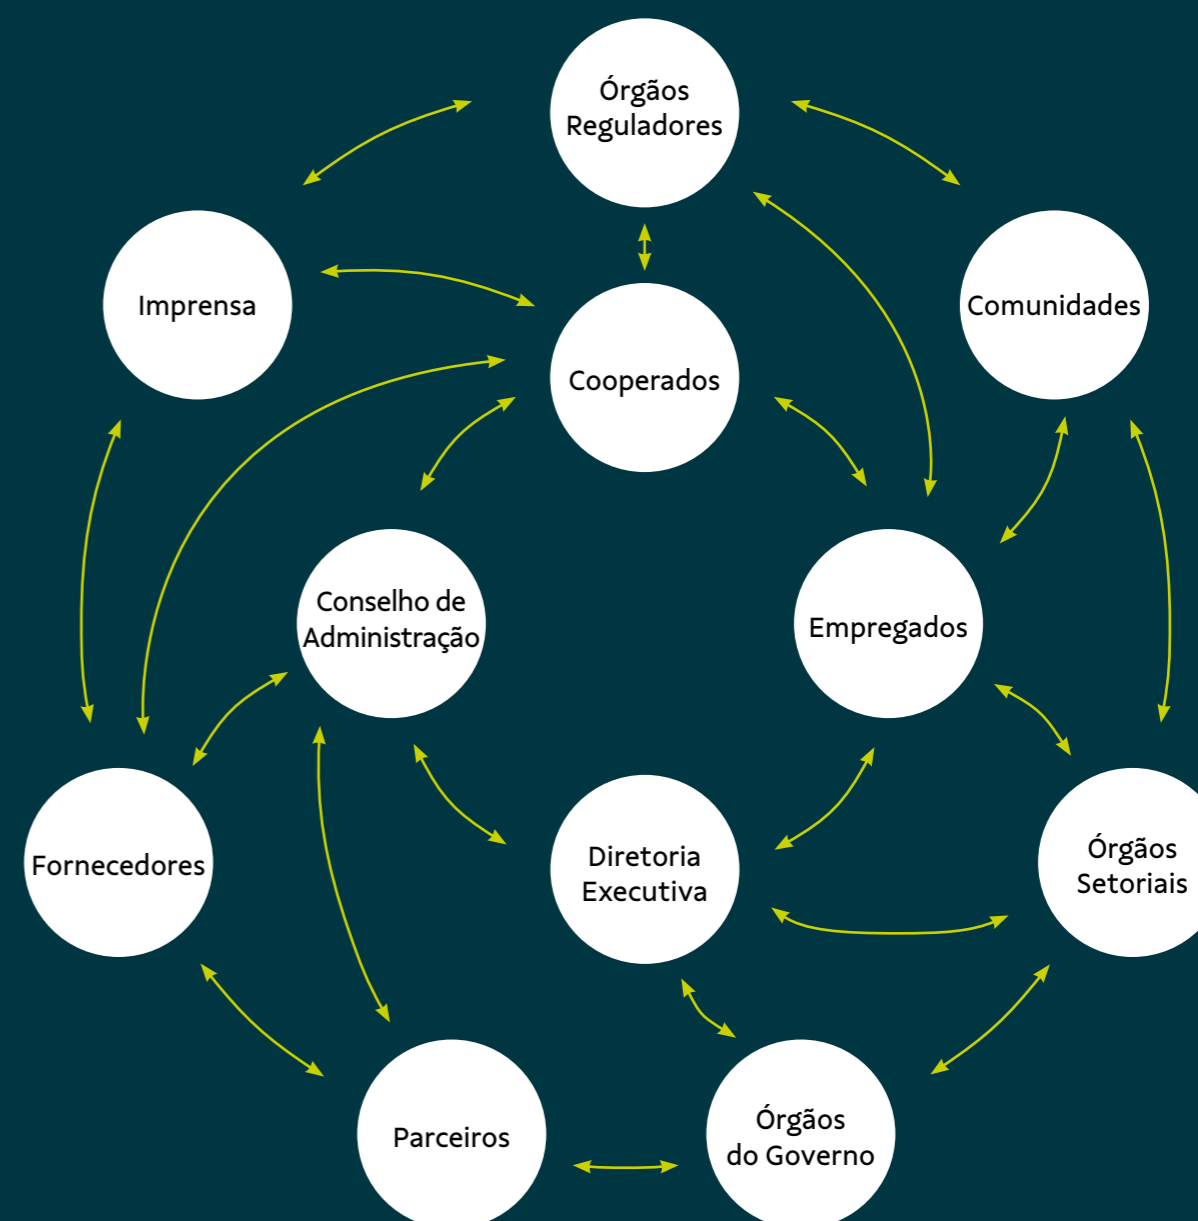 Órgãos
Reguladores
Imprensa
Comunidades
Cooperados
Conselho de
Administração
Empregados
Fornecedores
Diretoria
Executiva
Órgãos
Setoriais
Parceiros
Órgãos
do Governo